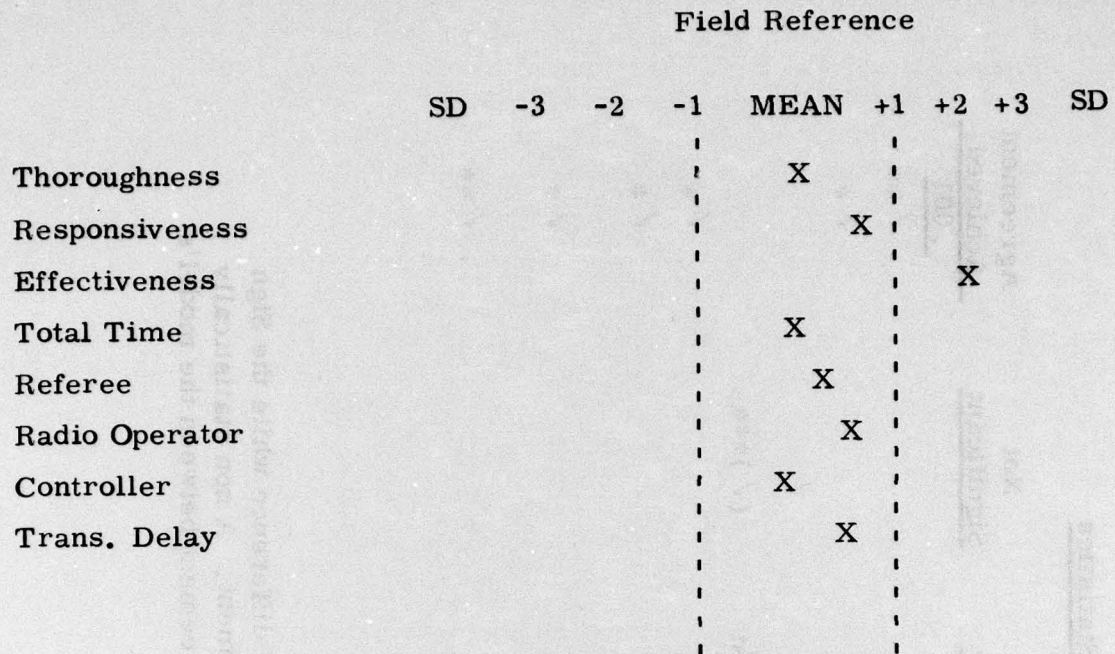 Field Reference
SD -3 -2 -1 MEAN +1 +2 +3 SD
Thoroughness X
Responsiveness X
Effectiveness X
Total Time X
Referee X
Radio Operator X
Controller X
Trans. Delay X